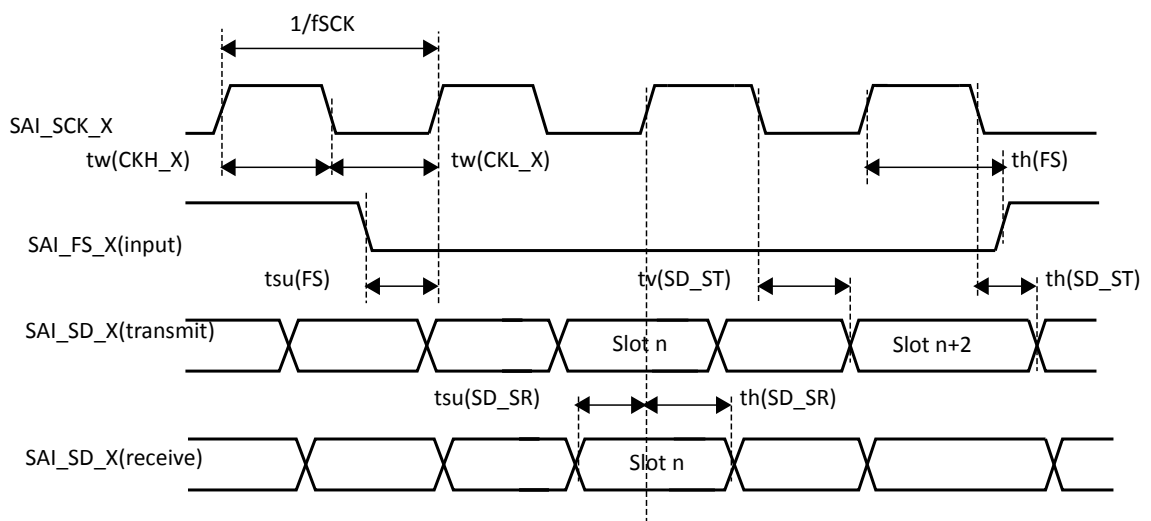 1/fSCK
SAI_SCK_X
tw(CKH_X)
tw(CKL_X)
th(FS)
SAI_FS_X(input)
tsu(FS)
tv(SD_ST)
th(SD_ST)
SAI_SD_X(transmit)
Slot n
Slot n+2
tsu(SD_SR)
th(SD_SR)
SAI_SD_X(receive)
Slot n